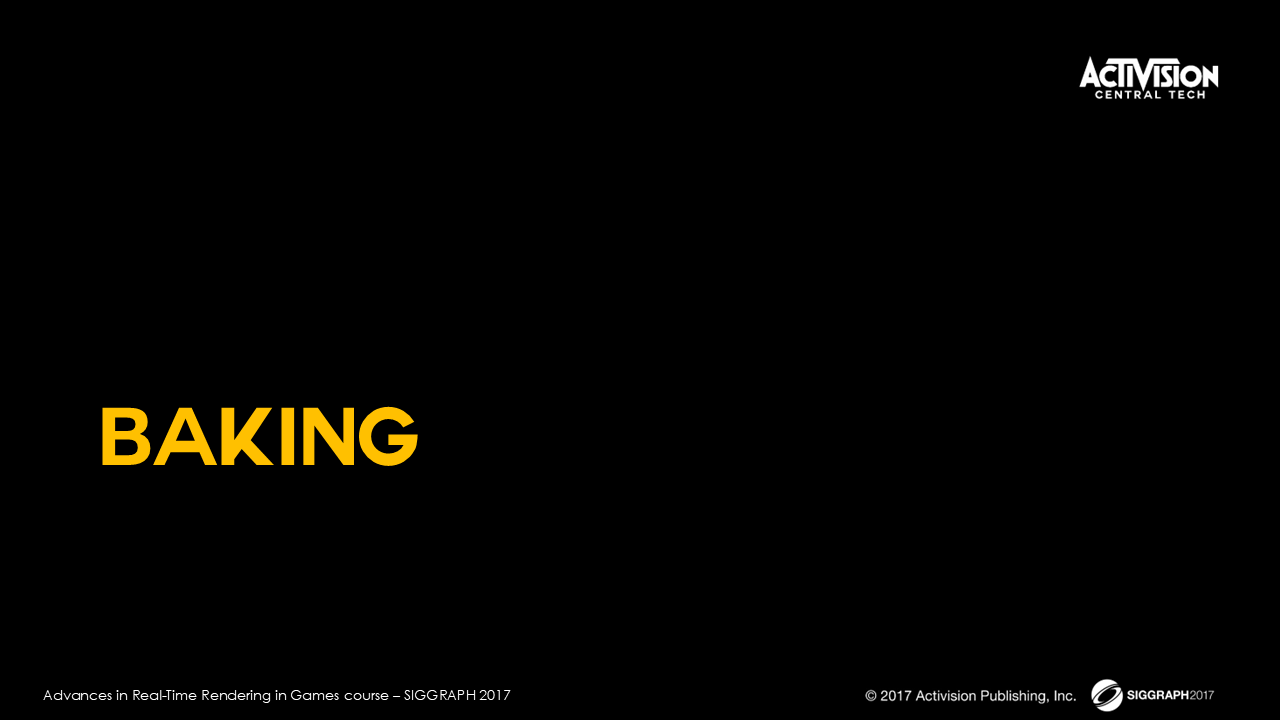 ACTIVISION
CENTRAL TECH
BAKING
Advances in Real-Time Rendering in Games course – SIGGRAPH 2017
© 2017 Activision Publishing, Inc.
SIGGRAPH2017